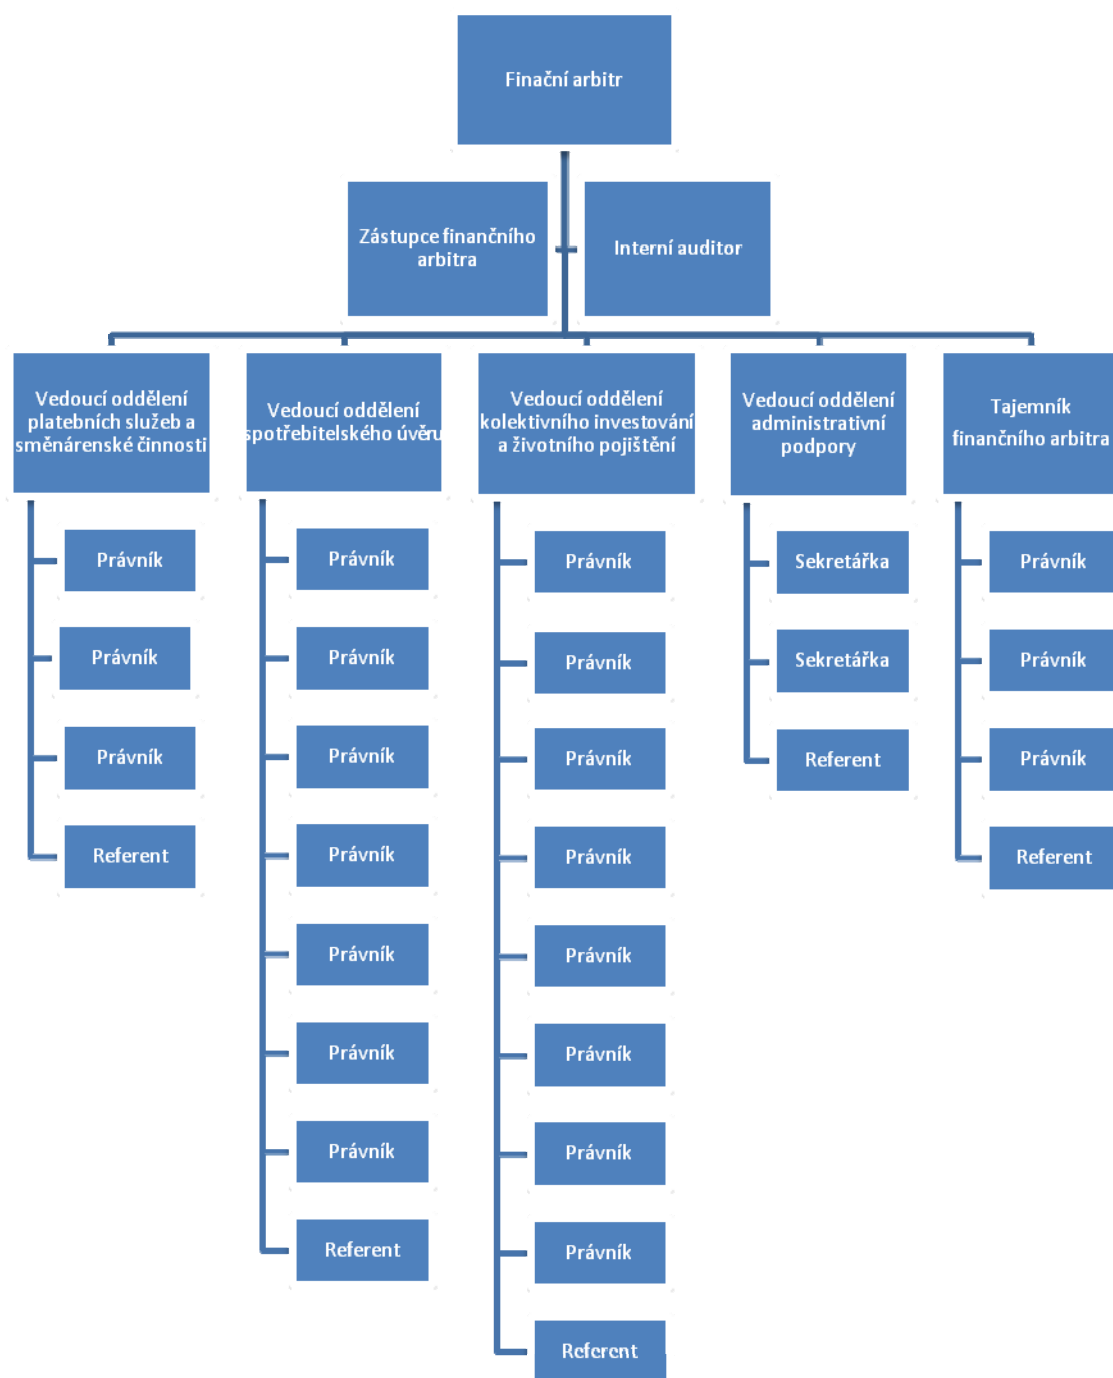 Finační arbitr
Zástupce finančního
arbitra
Interní auditor
Vedoucí oddělení
platebních služeb a
směnárenské činnosti
Právník
Právník
Právník
Referent
Vedoucí oddělení
spotřebitelského úvěru
Právník
Právník
Právník
Právník
Právník
Právník
Právník
Referent
Vedoucí oddělení
kolektivního investování
a životního pojištění
Právník
Právník
Právník
Právník
Právník
Právník
Právník
Právník
Referent
Vedoucí oddělení
administrativní
podpory
Sekretářka
Sekretářka
Referent
Tajemník
finančního arbitra
Právník
Právník
Právník
Referent